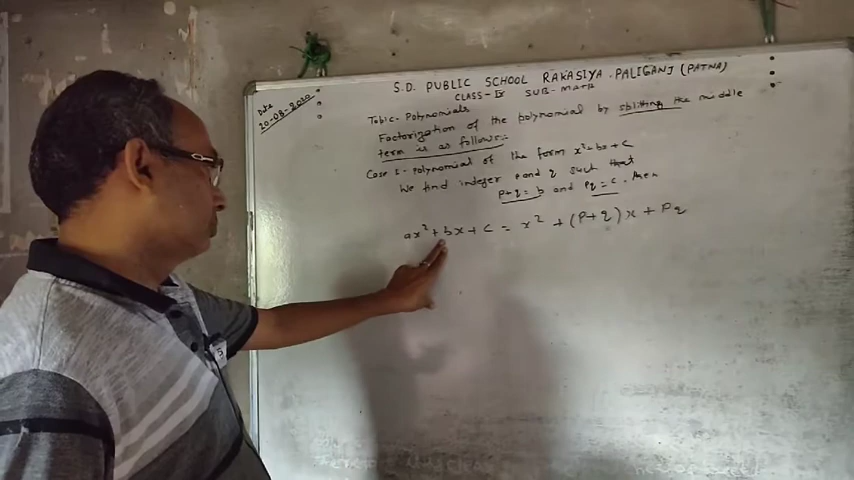 S.D. PUBLIC SCHOOL RAKASIYA PALIGANJ (PATNA)
CLASS-IX SUB-MATH
Date
20-08-2020
Tobic- Polynomials
Factorization of the polynomial by splitting the middle
term is as follows:-
Case I- Polynomial of the form x²+bx+c
We find integer p and q such that
p+q=b and pq=c. then
ax²+bx+c = x²+(p+q)x+pq